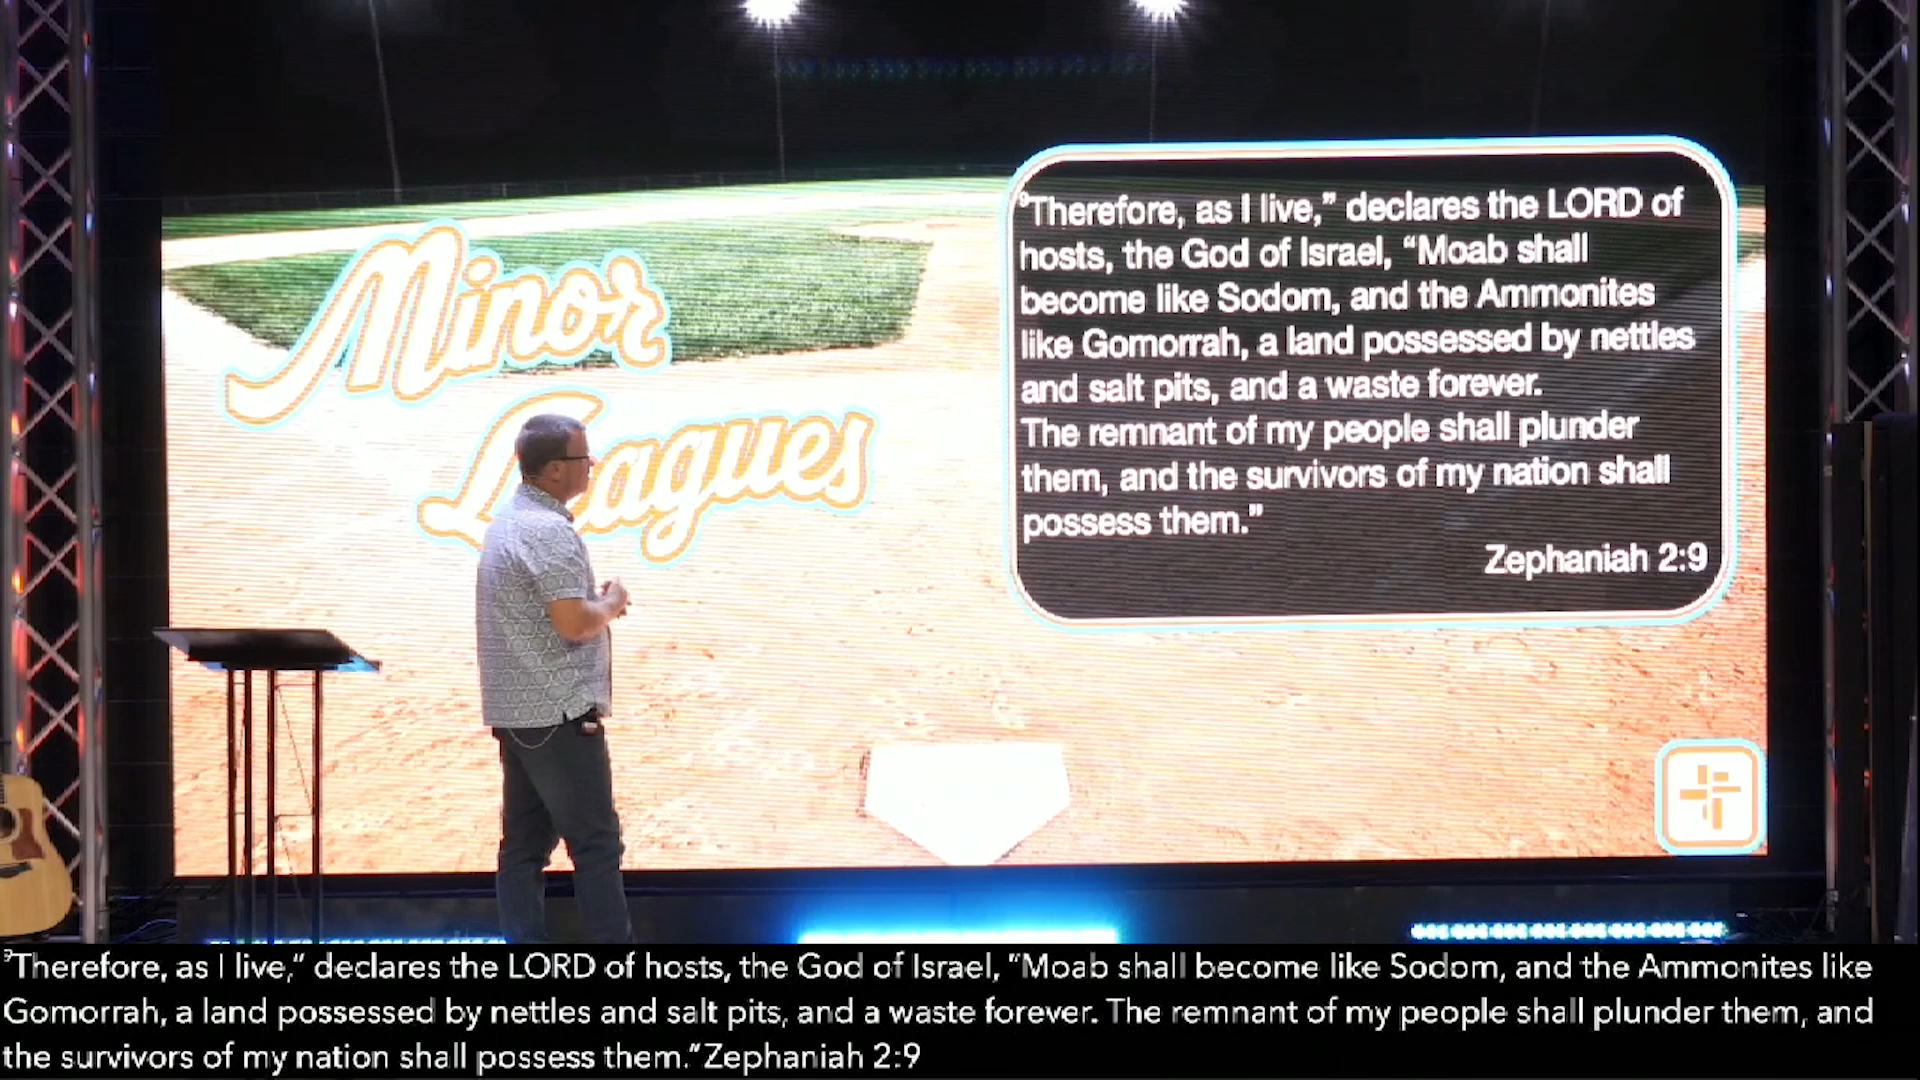 Minor
Leagues
⁹Therefore, as I live,” declares the LORD of
hosts, the God of Israel, “Moab shall
become like Sodom, and the Ammonites
like Gomorrah, a land possessed by nettles
and salt pits, and a waste forever.
The remnant of my people shall plunder
them, and the survivors of my nation shall
possess them.”
Zephaniah 2:9
⁹Therefore, as I live,” declares the LORD of hosts, the God of Israel, “Moab shall become like Sodom, and the Ammonites like
Gomorrah, a land possessed by nettles and salt pits, and a waste forever. The remnant of my people shall plunder them, and
the survivors of my nation shall possess them.”Zephaniah 2:9